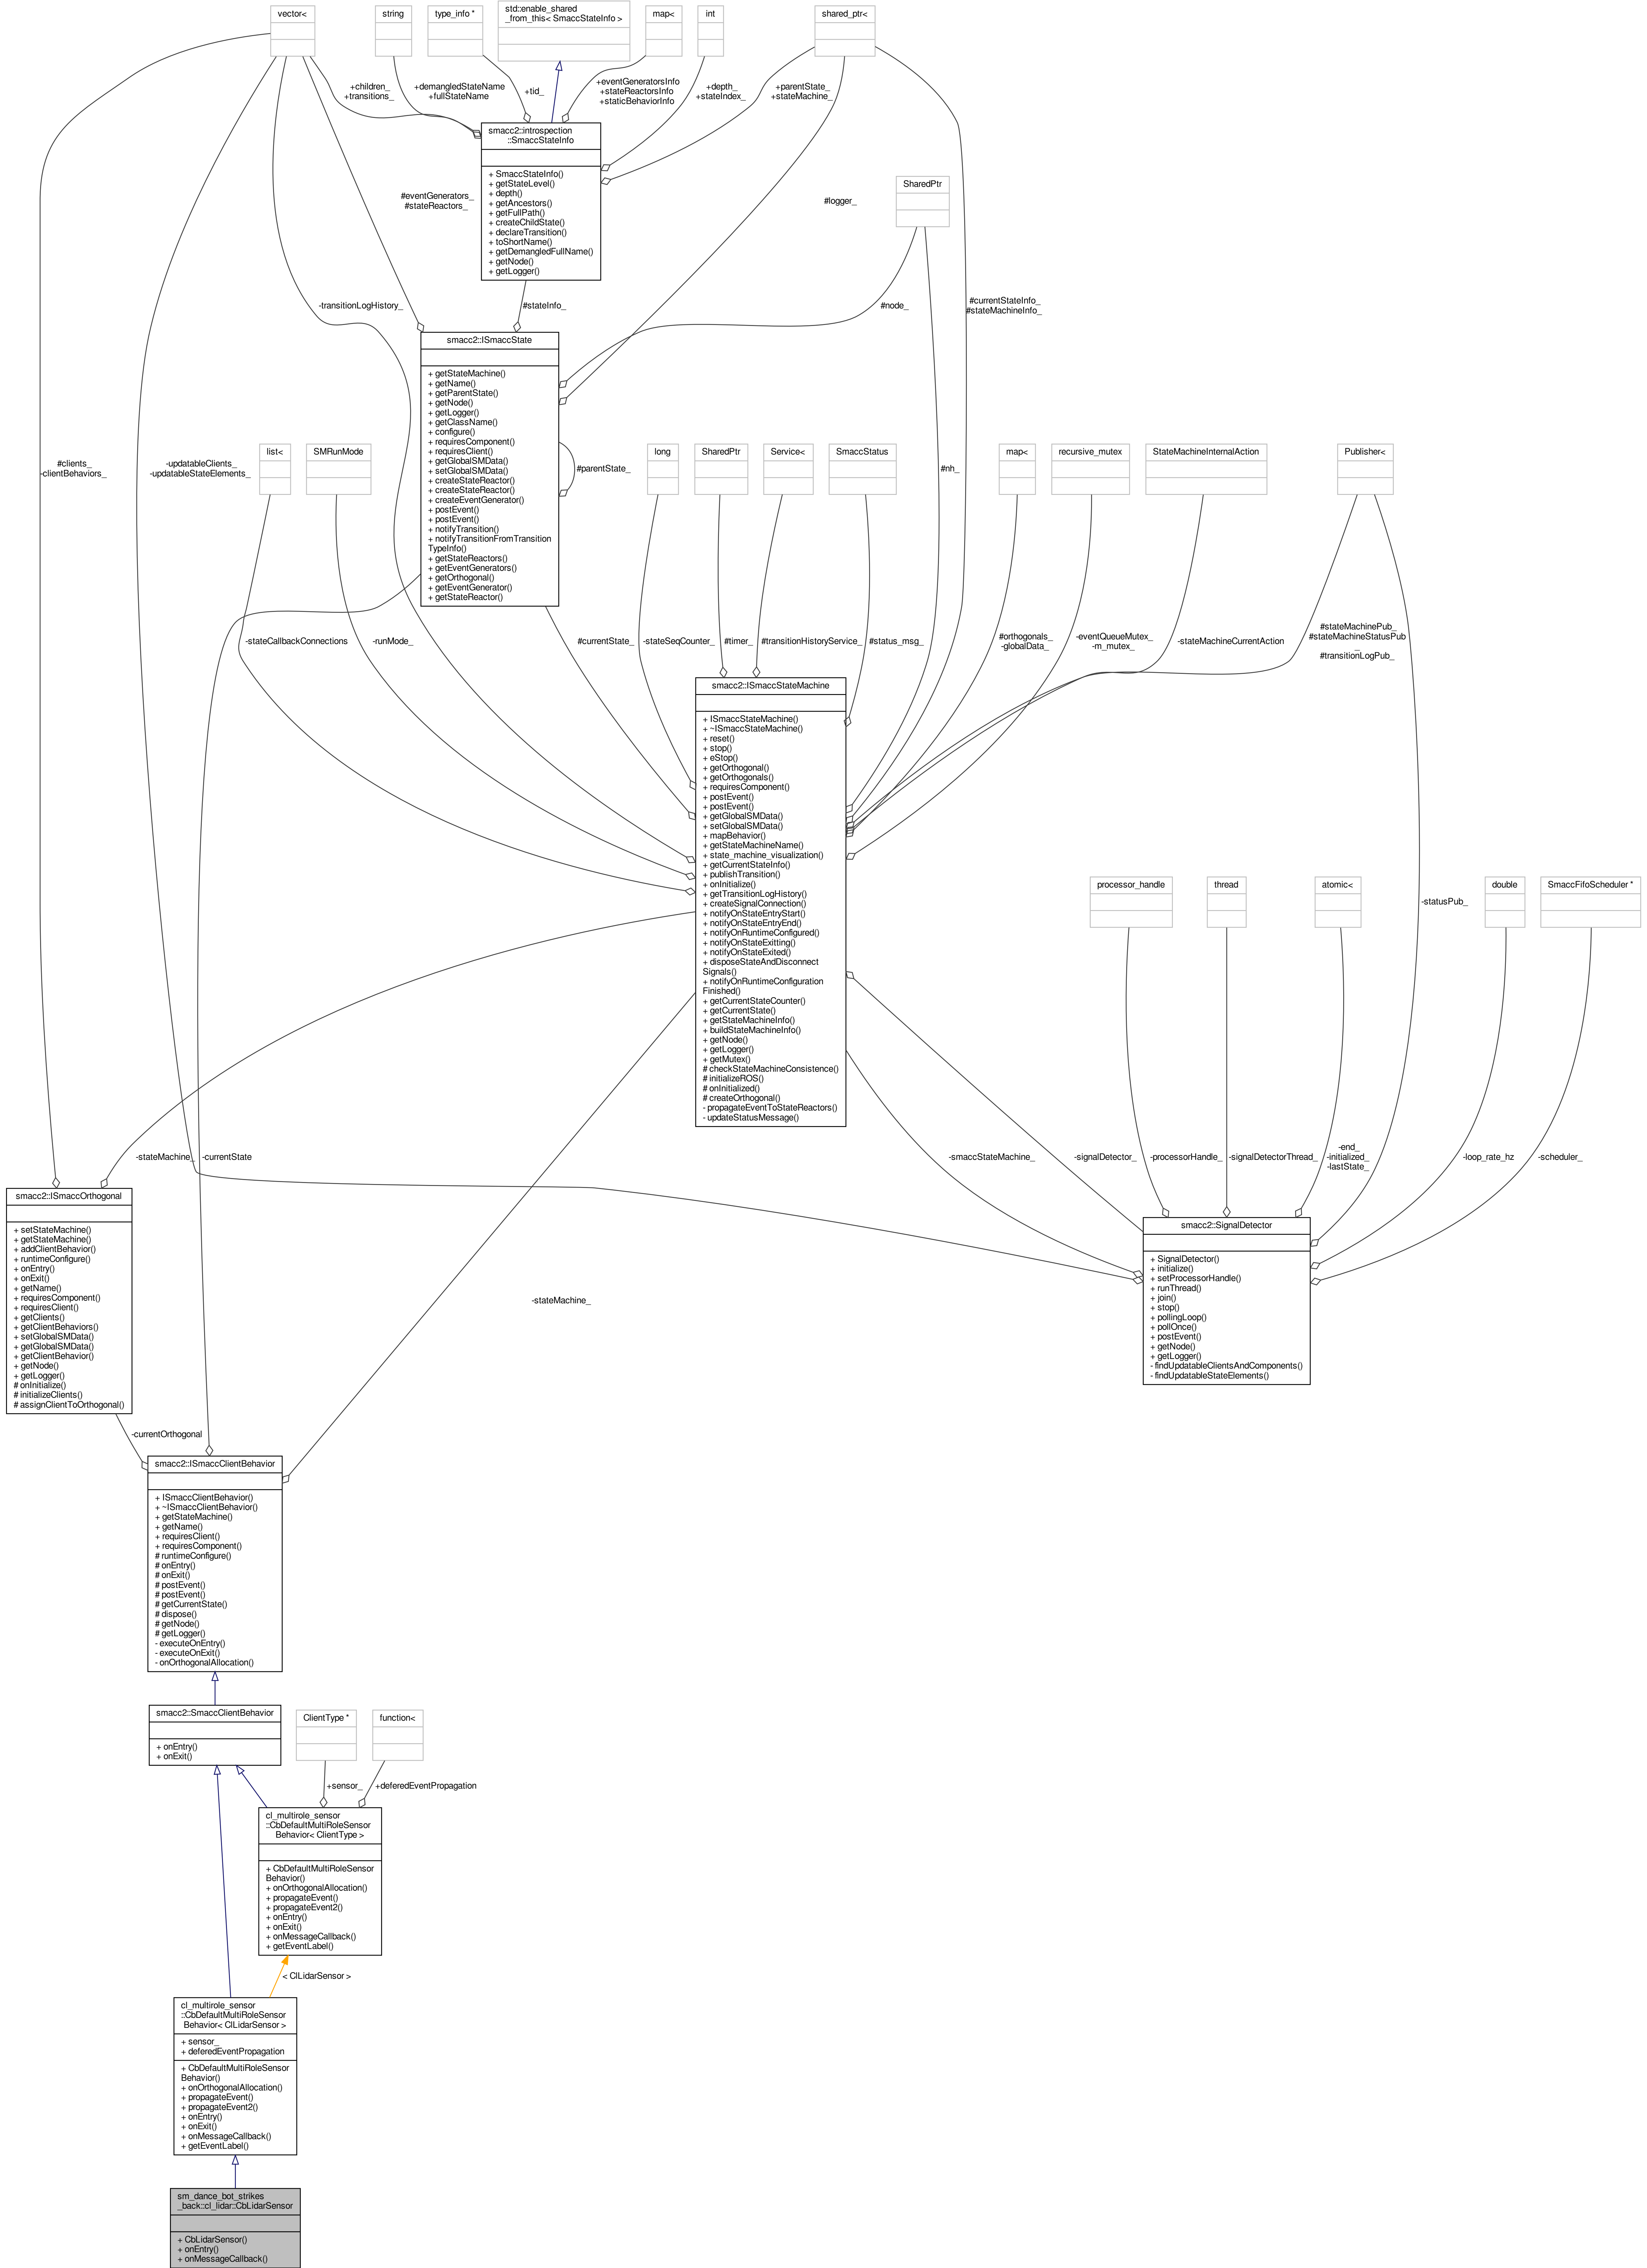 vector<
string
type_info *
std::enable_shared
_from_this< SmaccStateInfo >
map<
int
shared_ptr<
+children_
+transitions_
+demangledStateName
+fullStateName
+tid_
+eventGeneratorsInfo
+stateReactorsInfo
+staticBehaviorInfo
+depth_
+stateIndex_
+parentState_
+stateMachine_
smacc2::introspection
::SmaccStateInfo
+ SmaccStateInfo()
+ getStateLevel()
+ depth()
+ getAncestors()
+ getFullPath()
+ createChildState()
+ declareTransition()
+ toShortName()
+ getDemangledFullName()
+ getNode()
+ getLogger()
#eventGenerators_
#stateReactors_
#logger_
SharedPtr
-transitionLogHistory_
#stateInfo_
#node_
#currentStateInfo_
#stateMachineInfo_
smacc2::ISmaccState
+ getStateMachine()
+ getName()
+ getParentState()
+ getNode()
+ getLogger()
+ getClassName()
+ configure()
+ requiresComponent()
+ requiresClient()
+ getGlobalSMData()
+ setGlobalSMData()
+ createStateReactor()
+ createStateReactor()
+ createEventGenerator()
+ postEvent()
+ postEvent()
+ notifyTransition()
+ notifyTransitionFromTransition
TypeInfo()
+ getStateReactors()
+ getEventGenerators()
+ getOrthogonal()
+ getEventGenerator()
+ getStateReactor()
#parentState_
#clients_
-clientBehaviors_
-updatableClients_
-updatableStateElements_
list<
SMRunMode
long
SharedPtr
Service<
SmaccStatus
#nh_
map<
recursive_mutex
StateMachineInternalAction
Publisher<
-stateCallbackConnections
-runMode_
#currentState_
-stateSeqCounter_
#timer_
#transitionHistoryService_
#status_msg_
#orthogonals_
-globalData_
-eventQueueMutex_
-m_mutex_
-stateMachineCurrentAction
#stateMachinePub_
#stateMachineStatusPub
_
#transitionLogPub_
smacc2::ISmaccStateMachine
+ ISmaccStateMachine()
+ ~ISmaccStateMachine()
+ reset()
+ stop()
+ eStop()
+ getOrthogonal()
+ getOrthogonals()
+ requiresComponent()
+ postEvent()
+ postEvent()
+ getGlobalSMData()
+ setGlobalSMData()
+ mapBehavior()
+ getStateMachineName()
+ state_machine_visualization()
+ getCurrentStateInfo()
+ publishTransition()
+ onInitialize()
+ getTransitionLogHistory()
+ createSignalConnection()
+ notifyOnStateEntryStart()
+ notifyOnStateEntryEnd()
+ notifyOnRuntimeConfigured()
+ notifyOnStateExitting()
+ notifyOnStateExited()
+ disposeStateAndDisconnect
Signals()
+ notifyOnRuntimeConfiguration
Finished()
+ getCurrentStateCounter()
+ getCurrentState()
+ getStateMachineInfo()
+ buildStateMachineInfo()
+ getNode()
+ getLogger()
+ getMutex()
# checkStateMachineConsistence()
# initializeROS()
# onInitialized()
# createOrthogonal()
- propagateEventToStateReactors()
- updateStatusMessage()
processor_handle
thread
atomic<
-statusPub_
double
SmaccFifoScheduler *
-stateMachine_
-currentState
-smaccStateMachine_
-signalDetector_
-processorHandle_
-signalDetectorThread_
-end_
-initialized_
-lastState_
-loop_rate_hz
-scheduler_
smacc2::ISmaccOrthogonal
+ setStateMachine()
+ getStateMachine()
+ addClientBehavior()
+ runtimeConfigure()
+ onEntry()
+ onExit()
+ getName()
+ requiresComponent()
+ requiresClient()
+ getClients()
+ getClientBehaviors()
+ setGlobalSMData()
+ getGlobalSMData()
+ getClientBehavior()
+ getNode()
+ getLogger()
# onInitialize()
# initializeClients()
# assignClientToOrthogonal()
-stateMachine_
smacc2::SignalDetector
+ SignalDetector()
+ initialize()
+ setProcessorHandle()
+ runThread()
+ join()
+ stop()
+ pollingLoop()
+ pollOnce()
+ postEvent()
+ getNode()
+ getLogger()
- findUpdatableClientsAndComponents()
- findUpdatableStateElements()
-currentOrthogonal
smacc2::ISmaccClientBehavior
+ ISmaccClientBehavior()
+ ~ISmaccClientBehavior()
+ getStateMachine()
+ getName()
+ requiresClient()
+ requiresComponent()
# runtimeConfigure()
# onEntry()
# onExit()
# postEvent()
# postEvent()
# getCurrentState()
# dispose()
# getNode()
# getLogger()
- executeOnEntry()
- executeOnExit()
- onOrthogonalAllocation()
smacc2::SmaccClientBehavior
+ onEntry()
+ onExit()
ClientType *
function<
+sensor_
+deferedEventPropagation
cl_multirole_sensor
::CbDefaultMultiRoleSensor
Behavior< ClientType >
+ CbDefaultMultiRoleSensor
Behavior()
+ onOrthogonalAllocation()
+ propagateEvent()
+ propagateEvent2()
+ onEntry()
+ onExit()
+ onMessageCallback()
+ getEventLabel()
< ClLidarSensor >
cl_multirole_sensor
::CbDefaultMultiRoleSensor
Behavior< ClLidarSensor >
+ sensor_
+ deferedEventPropagation
+ CbDefaultMultiRoleSensor
Behavior()
+ onOrthogonalAllocation()
+ propagateEvent()
+ propagateEvent2()
+ onEntry()
+ onExit()
+ onMessageCallback()
+ getEventLabel()
sm_dance_bot_strikes
_back::cl_lidar::CbLidarSensor
+ CbLidarSensor()
+ onEntry()
+ onMessageCallback()